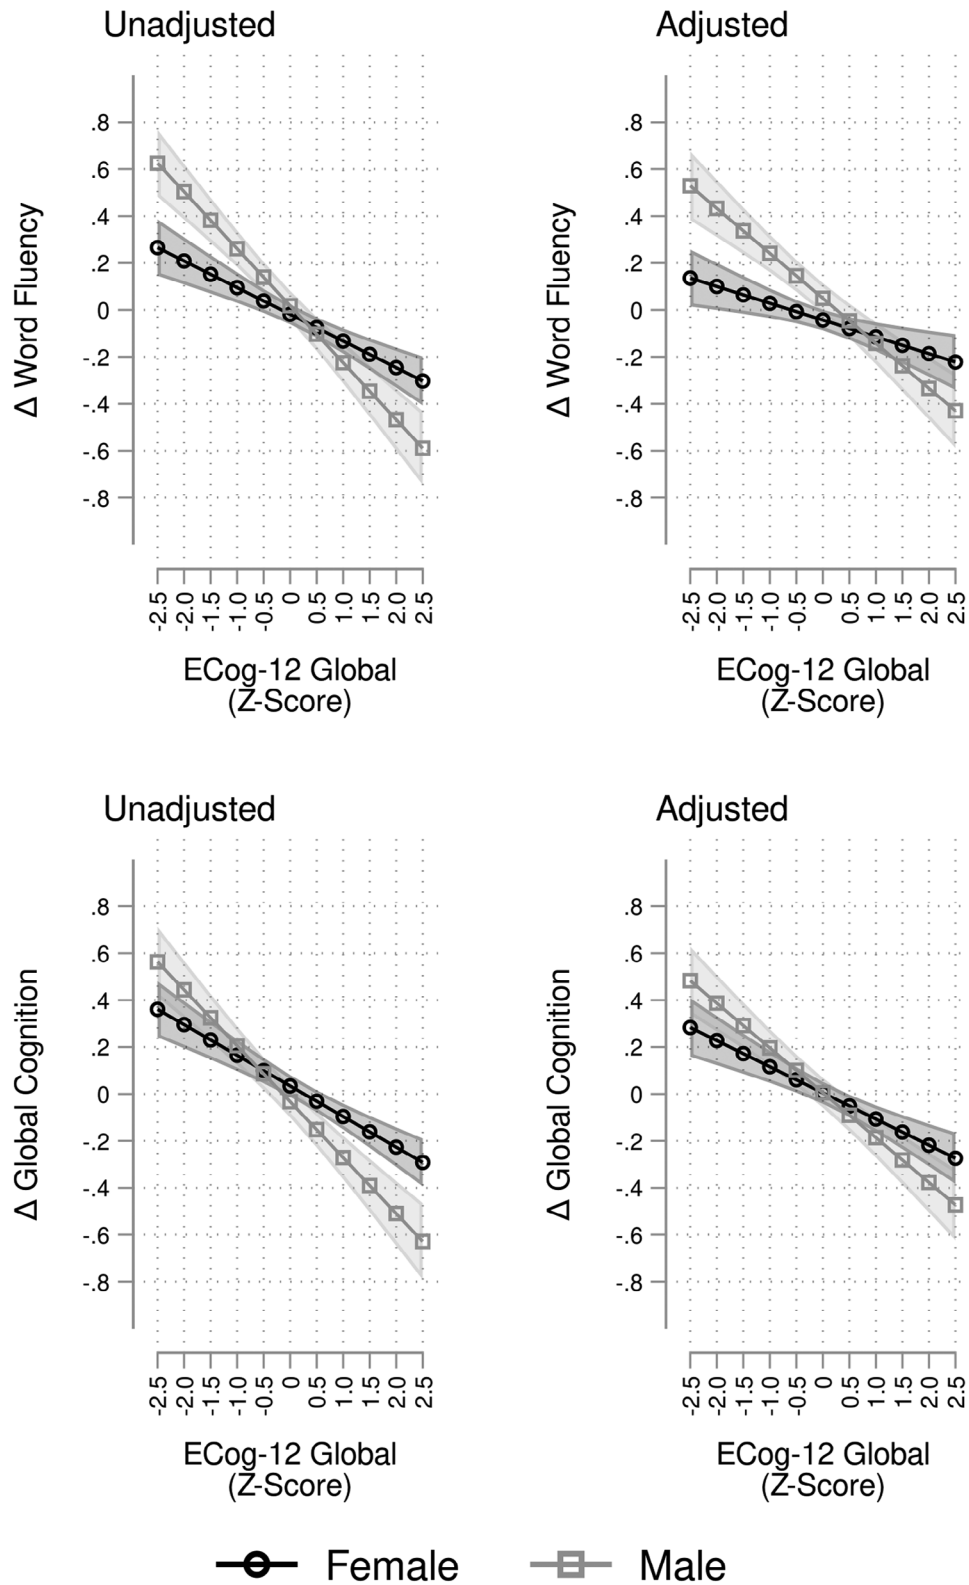 Unadjusted
Δ Word Fluency
.8
.6
.4
.2
0
-.2
-.4
-.6
-.8
-2.5 -2.0 -1.5 -1.0 -0.5 0 0.5 1.0 1.5 2.0 2.5
ECog-12 Global
(Z-Score)
Adjusted
Δ Word Fluency
.8
.6
.4
.2
0
-.2
-.4
-.6
-.8
-2.5 -2.0 -1.5 -1.0 -0.5 0 0.5 1.0 1.5 2.0 2.5
ECog-12 Global
(Z-Score)
Unadjusted
Δ Global Cognition
.8
.6
.4
.2
0
-.2
-.4
-.6
-.8
-2.5 -2.0 -1.5 -1.0 -0.5 0 0.5 1.0 1.5 2.0 2.5
ECog-12 Global
(Z-Score)
Adjusted
Δ Global Cognition
.8
.6
.4
.2
0
-.2
-.4
-.6
-.8
-2.5 -2.0 -1.5 -1.0 -0.5 0 0.5 1.0 1.5 2.0 2.5
ECog-12 Global
(Z-Score)
Female Male